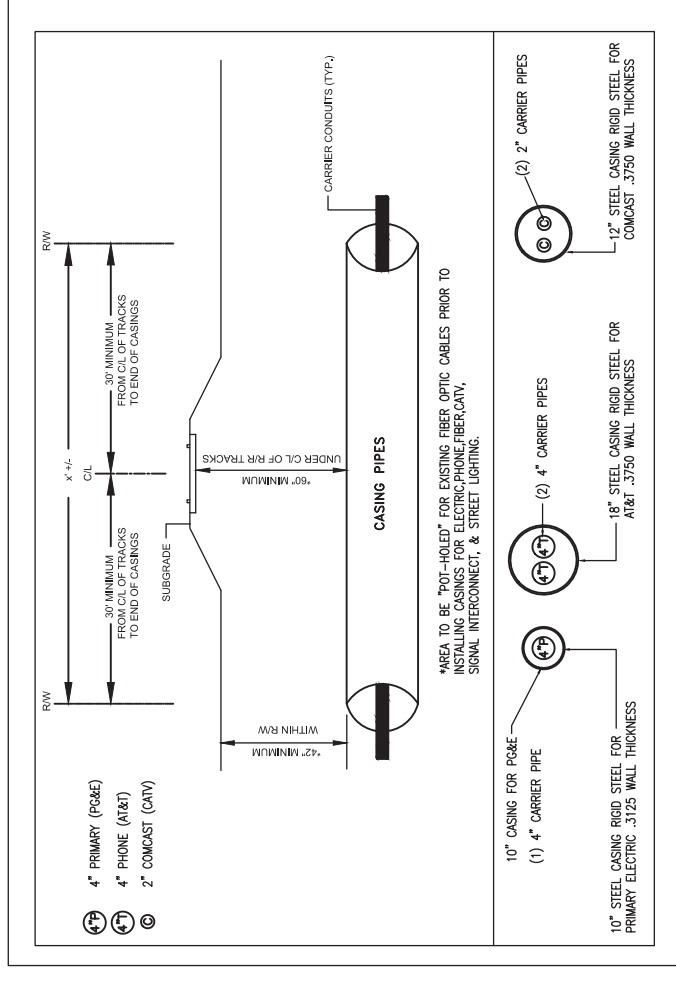 4"P 4" PRIMARY (PG&E)
4"T 4" PHONE (AT&T)
C 2" COMCAST (CATV)
R/W
R/W
x' +/-
C/L
30' MINIMUM
FROM C/L OF TRACKS
TO END OF CASINGS
30' MINIMUM
FROM C/L OF TRACKS
TO END OF CASINGS
SUBGRADE
*60" MINIMUM
UNDER C/L OF R/R TRACKS
*42" MINIMUM
WITHIN R/W
CARRIER CONDUITS (TYP.)
CASING PIPES
*AREA TO BE "POT-HOLED" FOR EXISTING FIBER OPTIC CABLES PRIOR TO
INSTALLING CASINGS FOR ELECTRIC,PHONE,FIBER,CATV,
SIGNAL INTERCONNECT, & STREET LIGHTING.
10" CASING FOR PG&E
(1) 4" CARRIER PIPE
4"P
10" STEEL CASING RIGID STEEL FOR
PRIMARY ELECTRIC .3125 WALL THICKNESS
4"T 4"T
(2) 4" CARRIER PIPES
18" STEEL CASING RIGID STEEL FOR
AT&T .3750 WALL THICKNESS
C C
(2) 2" CARRIER PIPES
12" STEEL CASING RIGID STEEL FOR
COMCAST .3750 WALL THICKNESS